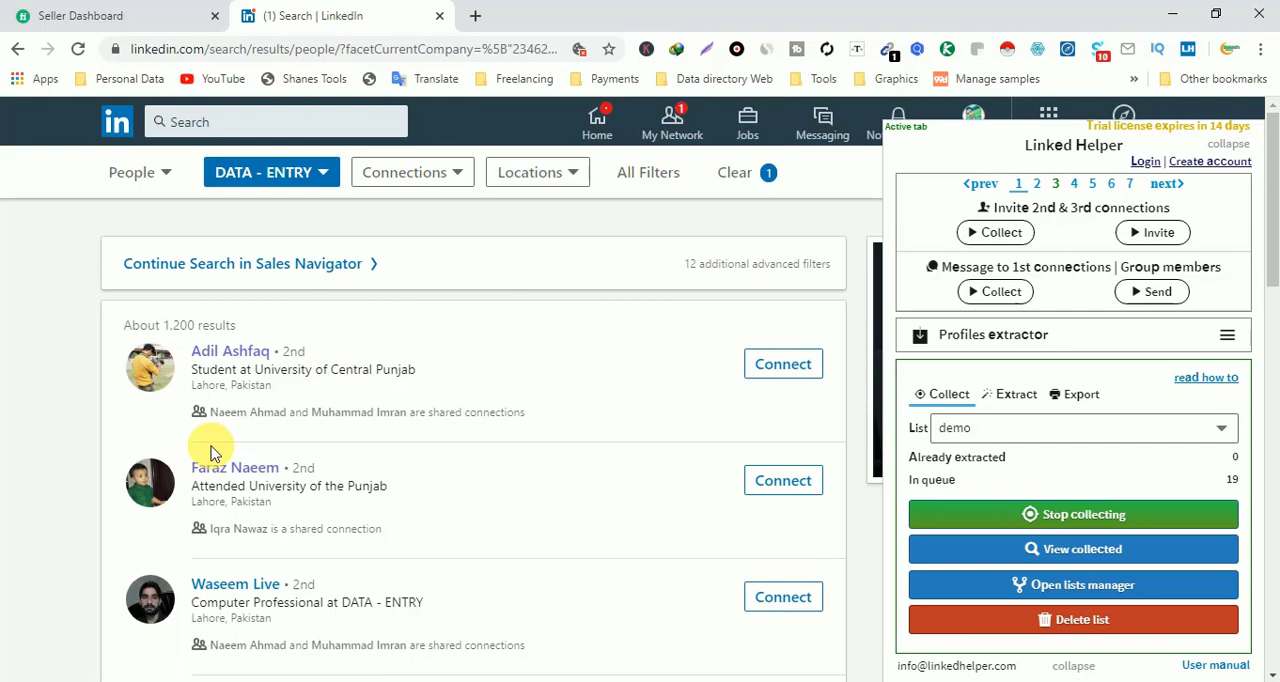 Seller Dashboard
(1) Search | LinkedIn
linkedin.com/search/results/people/?facetCurrentCompany=%5B"23462...
1
10
IQ
LH
Apps
Personal Data
YouTube
Shanes Tools
Translate
Freelancing
Payments
Data directory Web
Tools
Graphics
99d
Manage samples
»
Other bookmarks
in
Search
Home
1
My Network
Jobs
Messaging
No
Active tab
Trial license expires in 14 days
Linked Helper
collapse
Login | Create account
People
DATA - ENTRY
Connections
Locations
All Filters
Clear 1
<prev 1 2 3 4 5 6 7 next>
Invite 2nd & 3rd connections
Collect
Invite
Message to 1st connections | Group members
Collect
Send
Profiles extractor
read how to
Collect
Extract
Export
List demo
Already extracted 0
In queue 19
Stop collecting
View collected
Open lists manager
Delete list
info@linkedhelper.com
collapse
User manual
Continue Search in Sales Navigator
12 additional advanced filters
About 1,200 results
Adil Ashfaq • 2nd
Student at University of Central Punjab
Lahore, Pakistan
Naeem Ahmad and Muhammad Imran are shared connections
Connect
Faraz Naeem • 2nd
Attended University of the Punjab
Lahore, Pakistan
Iqra Nawaz is a shared connection
Connect
Waseem Live • 2nd
Computer Professional at DATA - ENTRY
Lahore, Pakistan
Naeem Ahmad and Muhammad Imran are shared connections
Connect